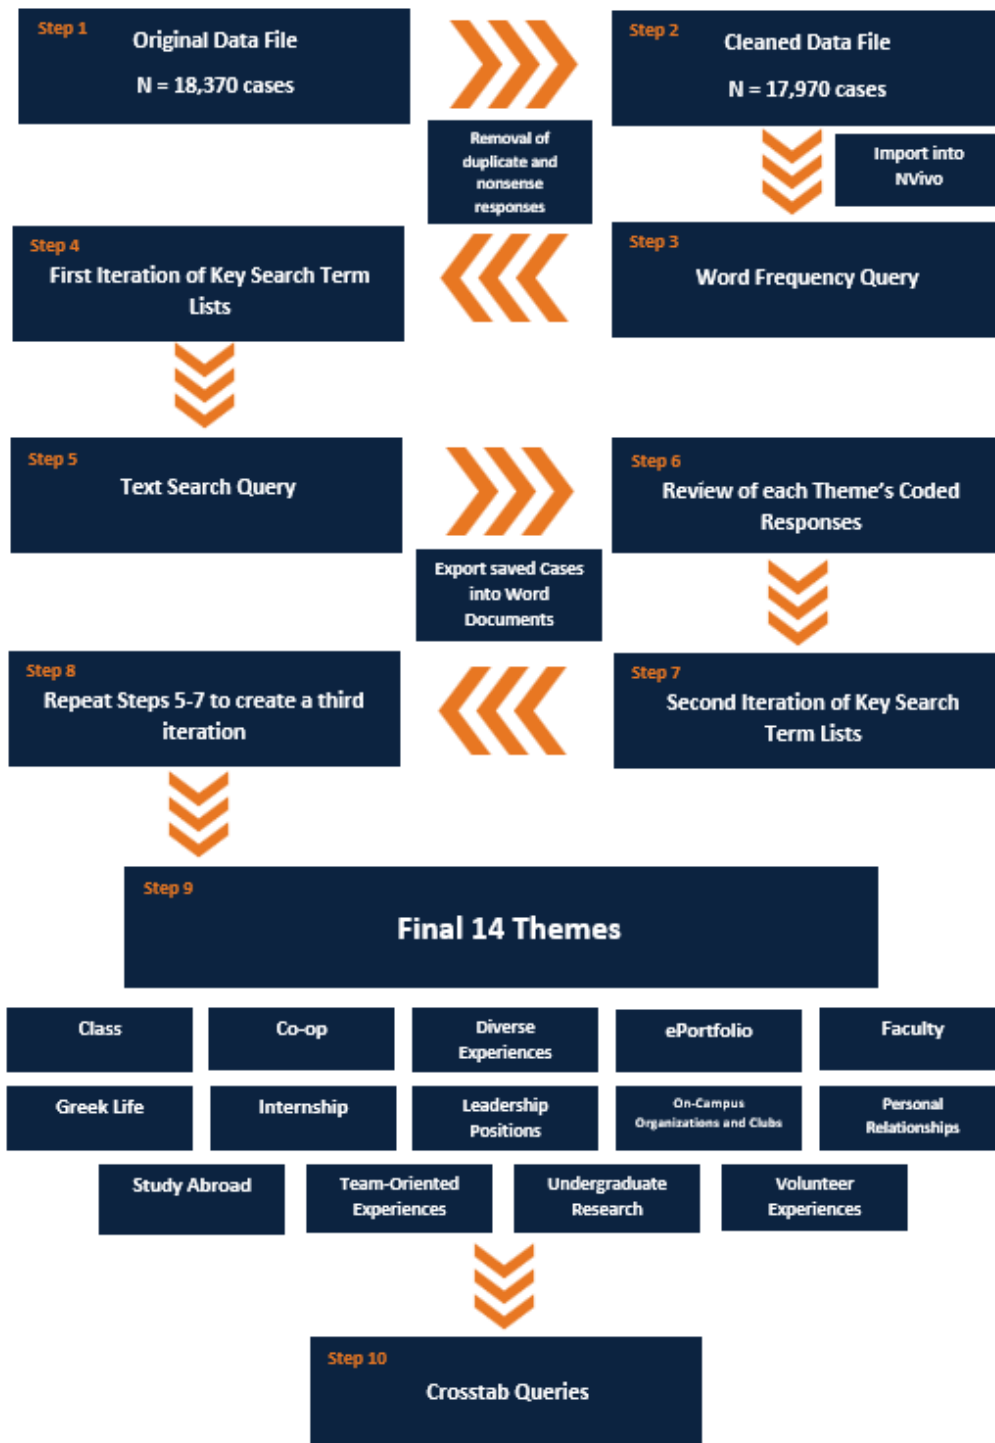 Step 1
Original Data File
N = 18,370 cases
Removal of
duplicate and
nonsense
responses
Step 2
Cleaned Data File
N = 17,970 cases
Import into
NVivo
Step 3
Word Frequency Query
Step 4
First Iteration of Key Search Term
Lists
Step 5
Text Search Query
Export saved Cases
into Word
Documents
Step 6
Review of each Theme's Coded
Responses
Step 7
Second Iteration of Key Search
Term Lists
Step 8
Repeat Steps 5-7 to create a third
iteration
Step 9
Final 14 Themes
Class
Co-op
Diverse
Experiences
ePortfolio
Faculty
Greek Life
Internship
Leadership
Positions
On-Campus
Organizations and Clubs
Personal
Relationships
Study Abroad
Team-Oriented
Experiences
Undergraduate
Research
Volunteer
Experiences
Step 10
Crosstab Queries